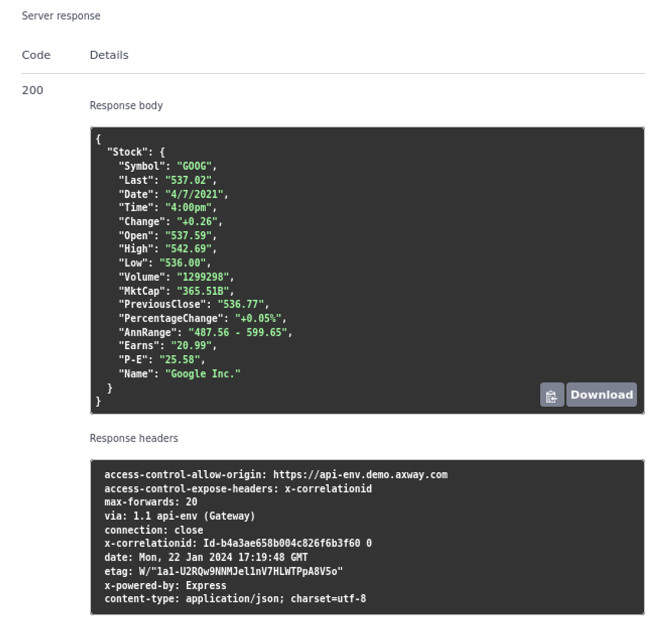 Server response
Code Details
200
Response body
{
"Stock": {
"Symbol": "GOOG",
"Last": "537.02",
"Date": "4/7/2021",
"Time": "4:00pm",
"Change": "+0.26",
"Open": "537.59",
"High": "542.69",
"Low": "536.00",
"Volume": "1299298",
"MktCap": "365.51B",
"PreviousClose": "536.77",
"PercentageChange": "+0.05%",
"AnnRange": "487.56 - 599.65",
"Earns": "20.99",
"P-E": "25.58",
"Name": "Google Inc."
}
}
Download
Response headers
access-control-allow-origin: https://api-env.demo.axway.com
access-control-expose-headers: x-correlationid
max-forwards: 20
via: 1.1 api-env (Gateway)
connection: close
x-correlationid: Id-b4a3ae658b004c826f6b3f60 0
date: Mon, 22 Jan 2024 17:19:48 GMT
etag: W/"1a1-U2RQw9NNMJel1nV7HLWTPpA8V5o"
x-powered-by: Express
content-type: application/json; charset=utf-8